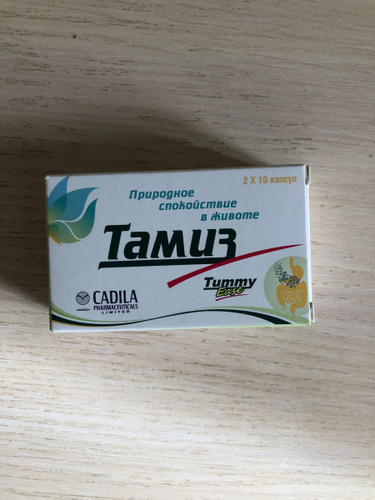 2 X 10 капсул
Природное
спокойствие
в животе
Тамиз
Tummy
Ease
CADILA
PHARMACEUTICALS
LIMITED